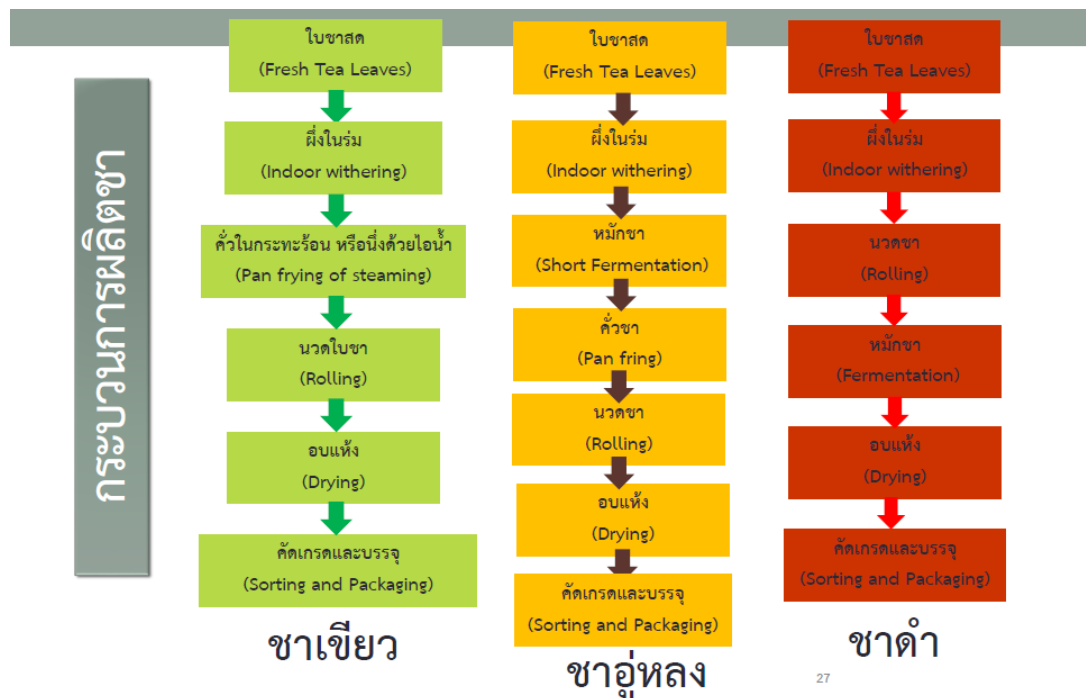 กระบวนการผลิตชา
ใบชาสด
(Fresh Tea Leaves)
ผึ่งในร่ม
(Indoor withering)
คั่วในกระทะร้อน หรือนึ่งด้วยไอน้ำ
(Pan frying of steaming)
นวดใบชา
(Rolling)
อบแห้ง
(Drying)
คัดเกรดและบรรจุ
(Sorting and Packaging)
ชาเขียว
ใบชาสด
(Fresh Tea Leaves)
ผึ่งในร่ม
(Indoor withering)
หมักชา
(Short Fermentation)
คั่วชา
(Pan fring)
นวดชา
(Rolling)
อบแห้ง
(Drying)
คัดเกรดและบรรจุ
(Sorting and Packaging)
ชาอู่หลง
ใบชาสด
(Fresh Tea Leaves)
ผึ่งในร่ม
(Indoor withering)
นวดชา
(Rolling)
หมักชา
(Fermentation)
อบแห้ง
(Drying)
คัดเกรดและบรรจุ
(Sorting and Packaging)
ชาดำ
27